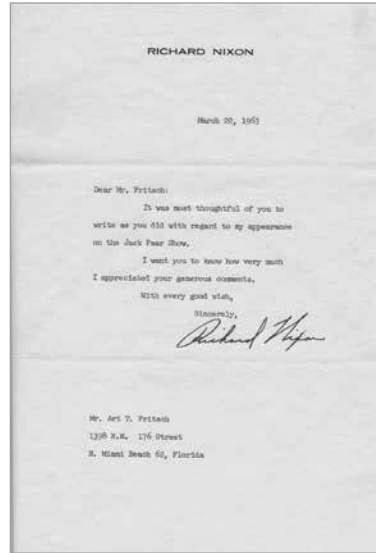 RICHARD NIXON
March 22, 1963
Dear Mr. Fritsch:
It was most thoughtful of you to
write as you did with regard to my appearance
on the Jack Paar Show.
I want you to know how very much
I appreciated your generous comments.
With every good wish,
Sincerely,
Richard Nixon
Mr. Art T. Fritsch
1398 N.E. 176 Street
N. Miami Beach 62, Florida